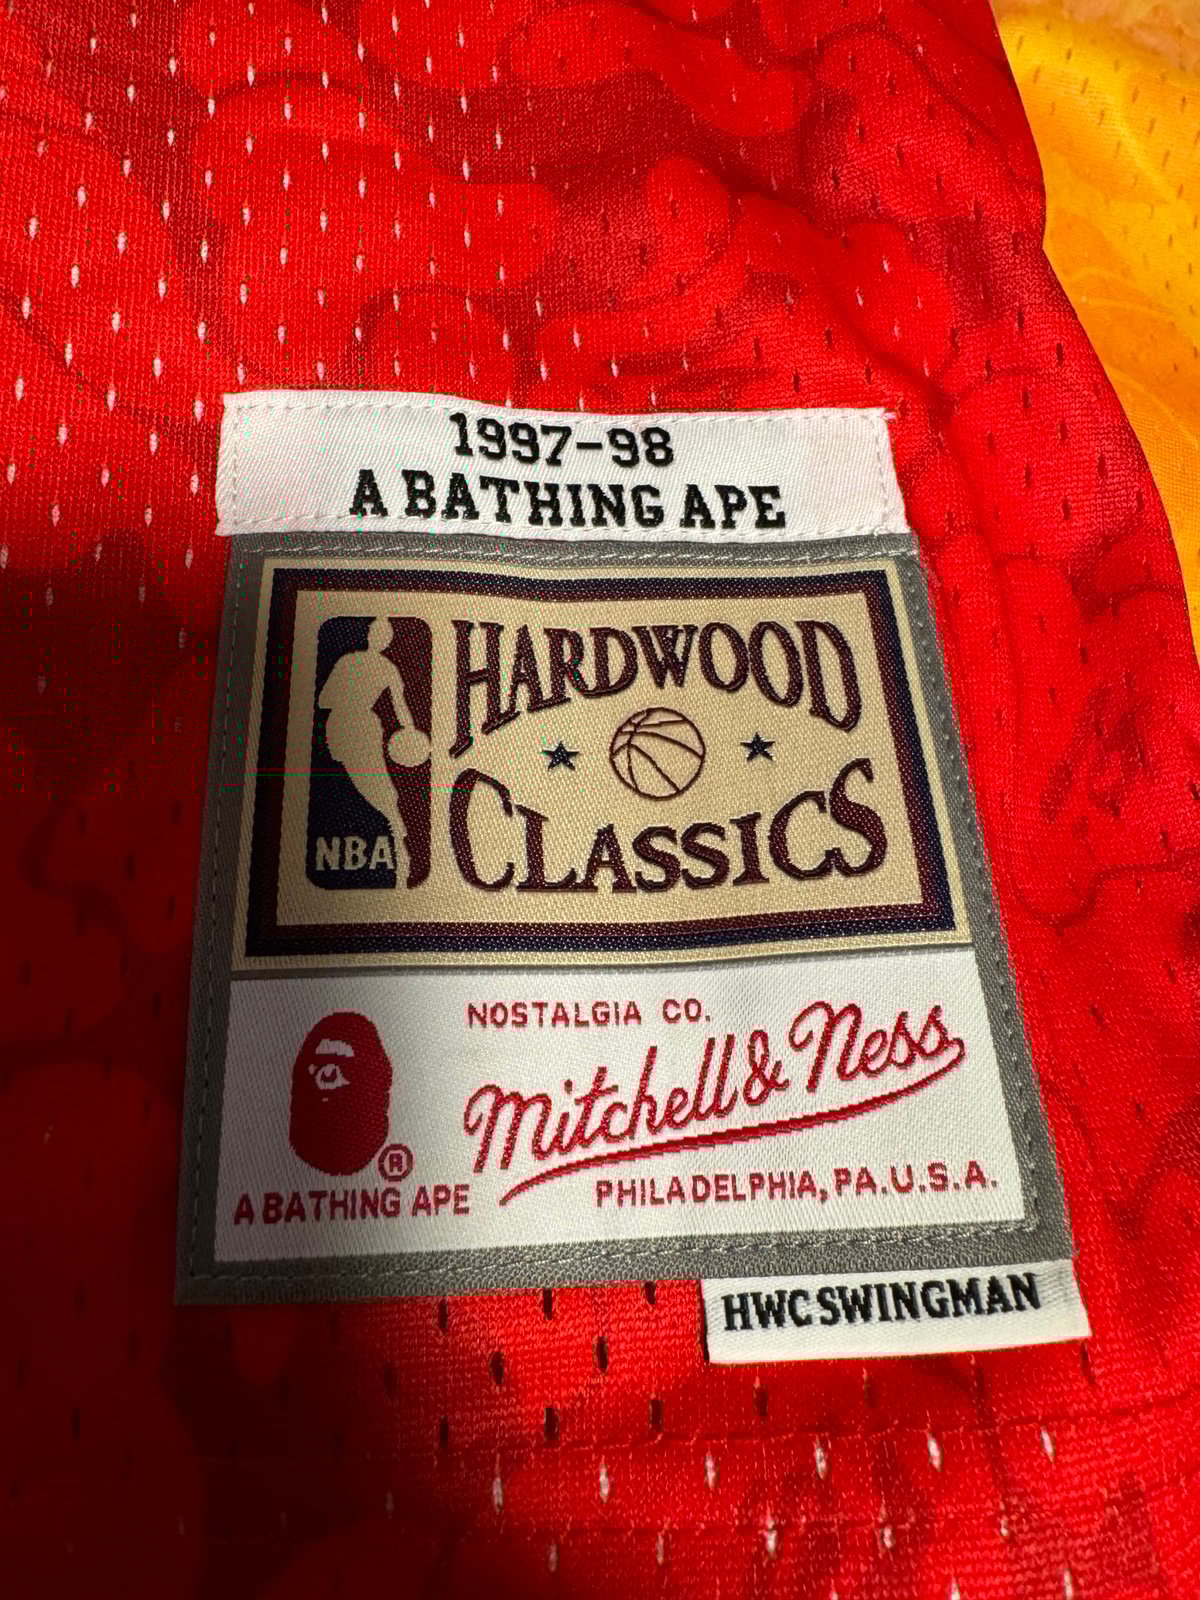 1997-98
A BATHING APE
HARDWOOD
CLASSICS
NBA
NOSTALGIA CO.
Mitchell & Ness
®
A BATHING APE
PHILADELPHIA, PA. U.S.A.
HWC SWINGMAN